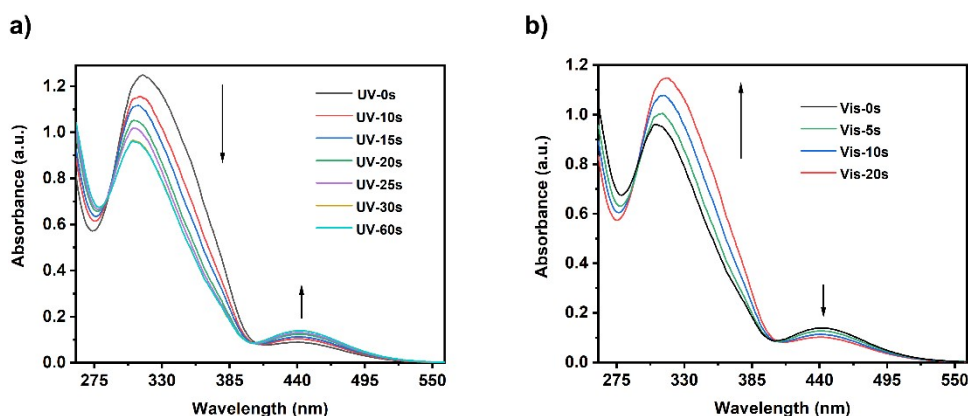 a)
UV-0s
UV-10s
UV-15s
UV-20s
UV-25s
UV-30s
UV-60s
Absorbance (a.u.)
1.2
1.0
0.8
0.6
0.4
0.2
0.0
275 330 385 440 495 550
Wavelength (nm)
b)
Vis-0s
Vis-5s
Vis-10s
Vis-20s
Absorbance (a.u.)
1.2
1.0
0.8
0.6
0.4
0.2
0.0
275 330 385 440 495 550
Wavelength (nm)